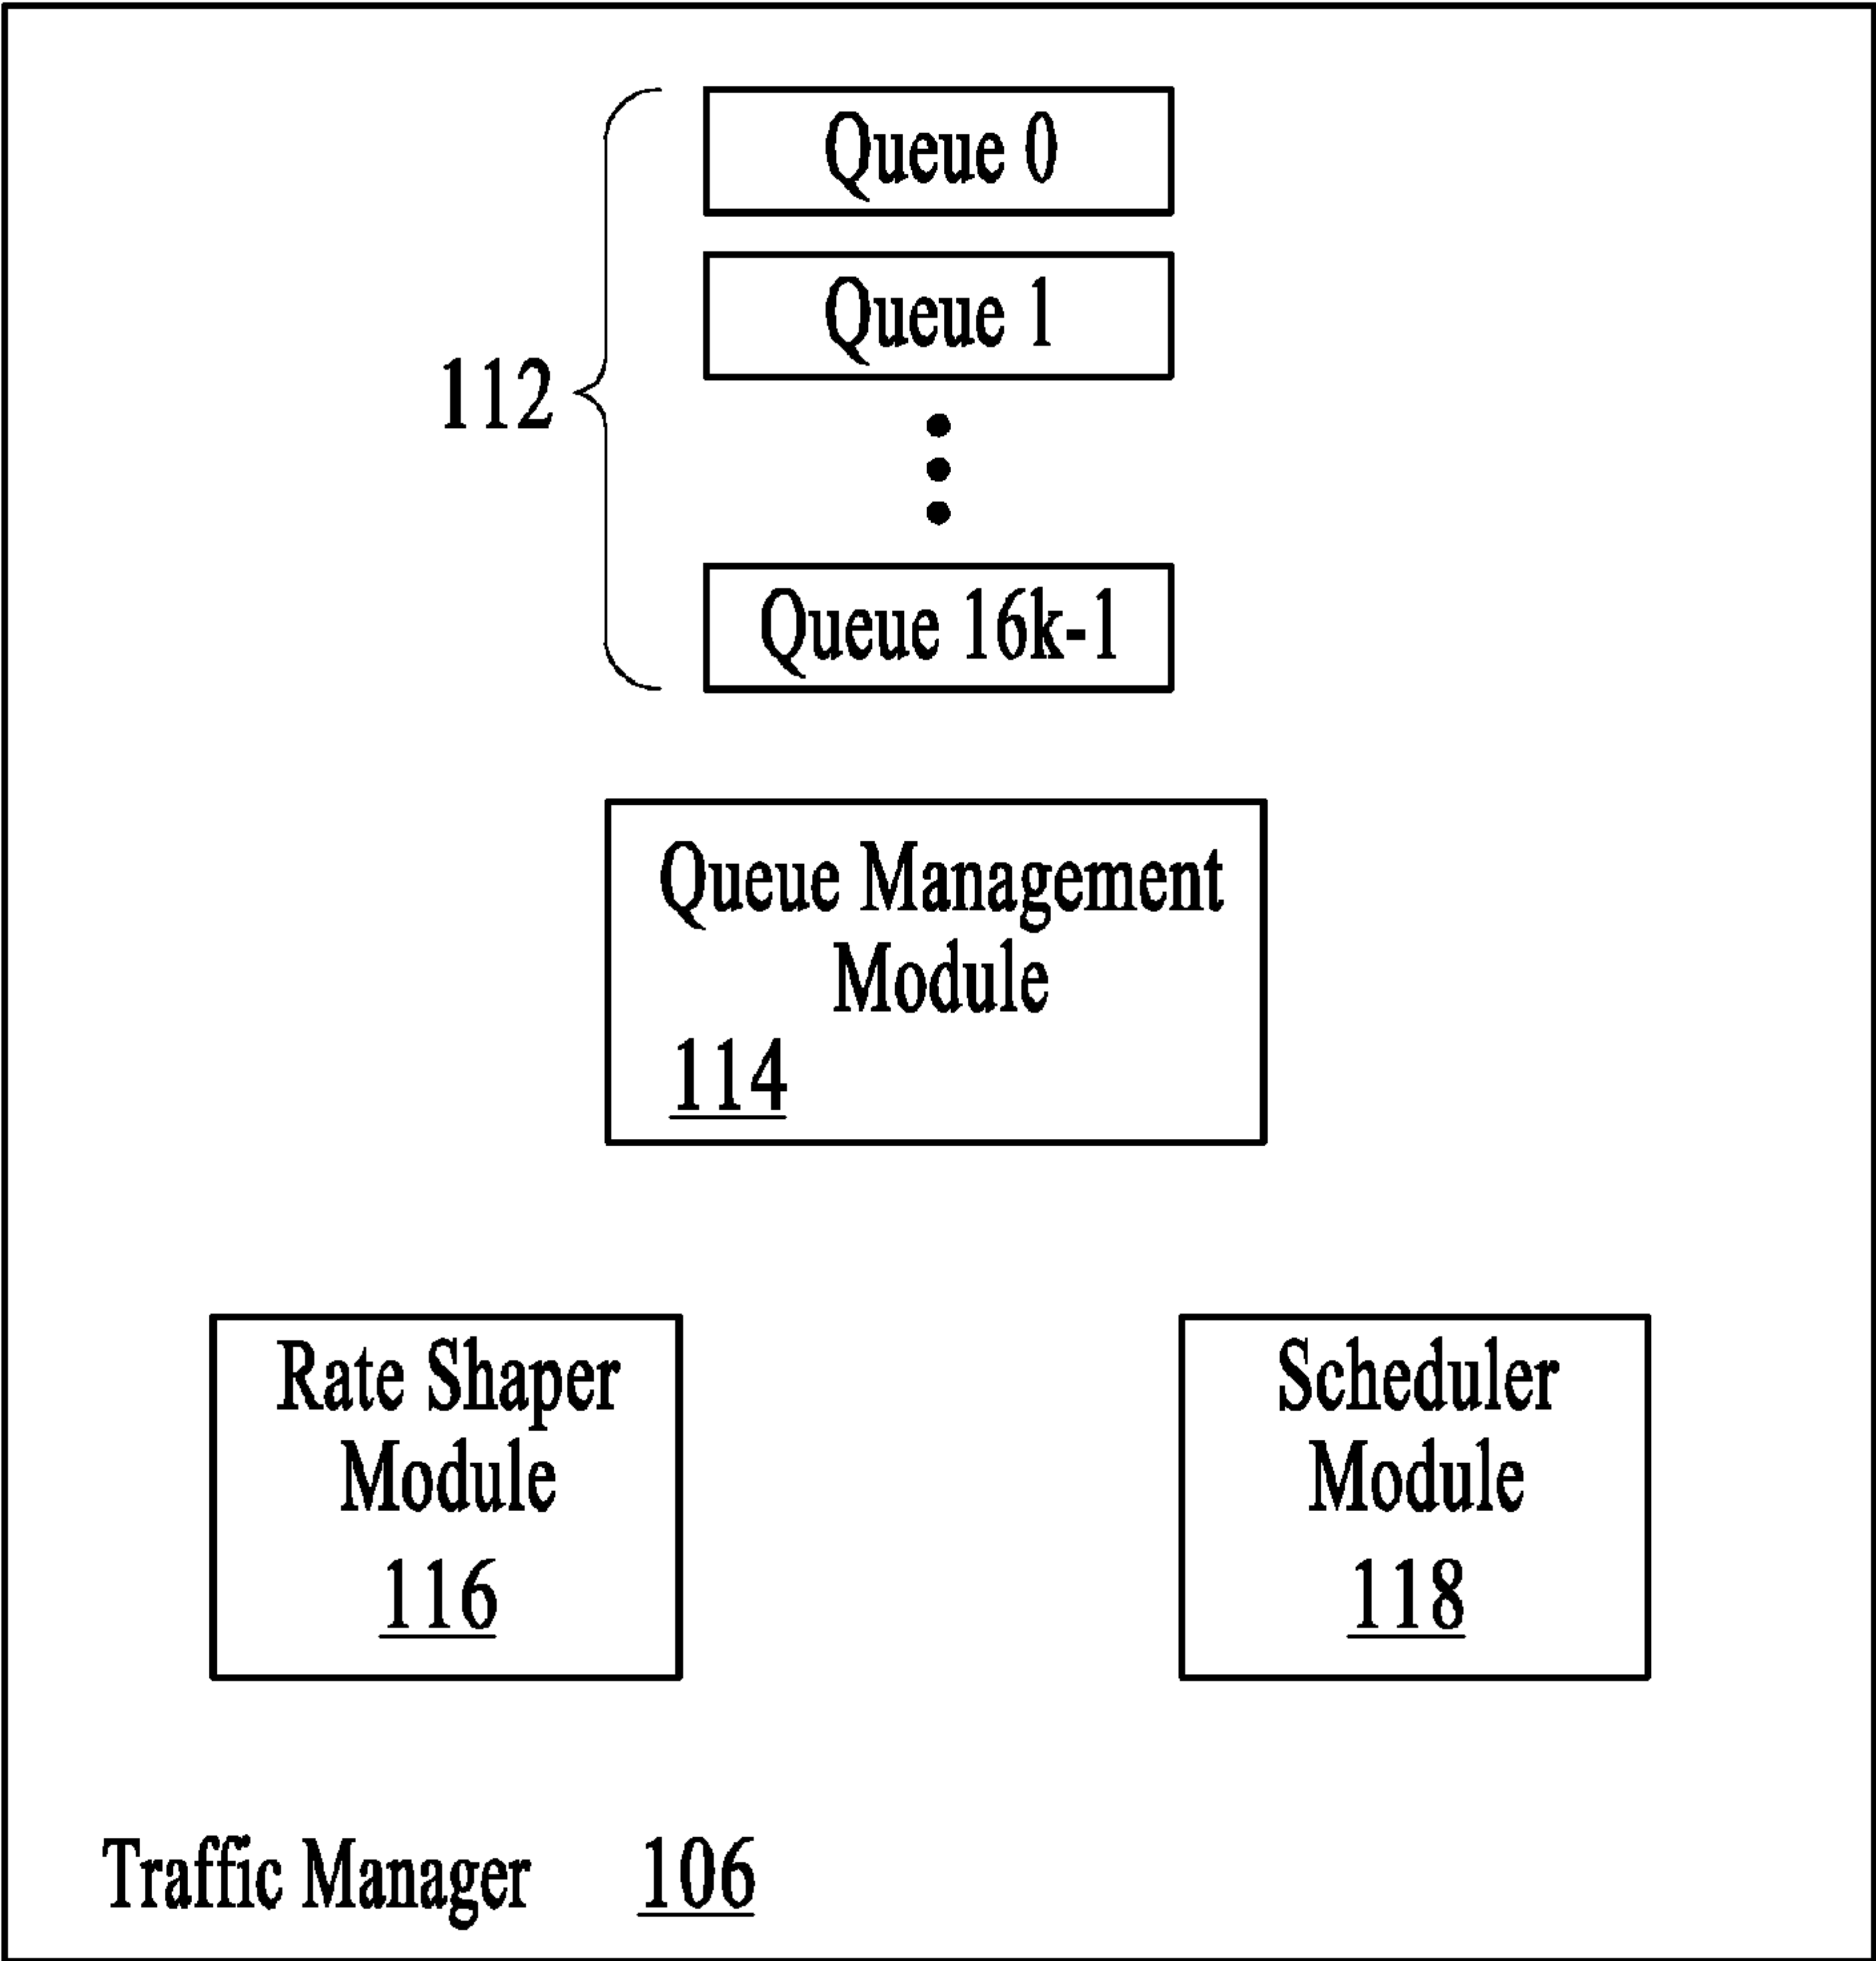 Queue 0
Queue 1
112
Queue 16k-1
Queue Management
Module
114
Rate Shaper
Module
116
Scheduler
Module
118
Traffic Manager 106